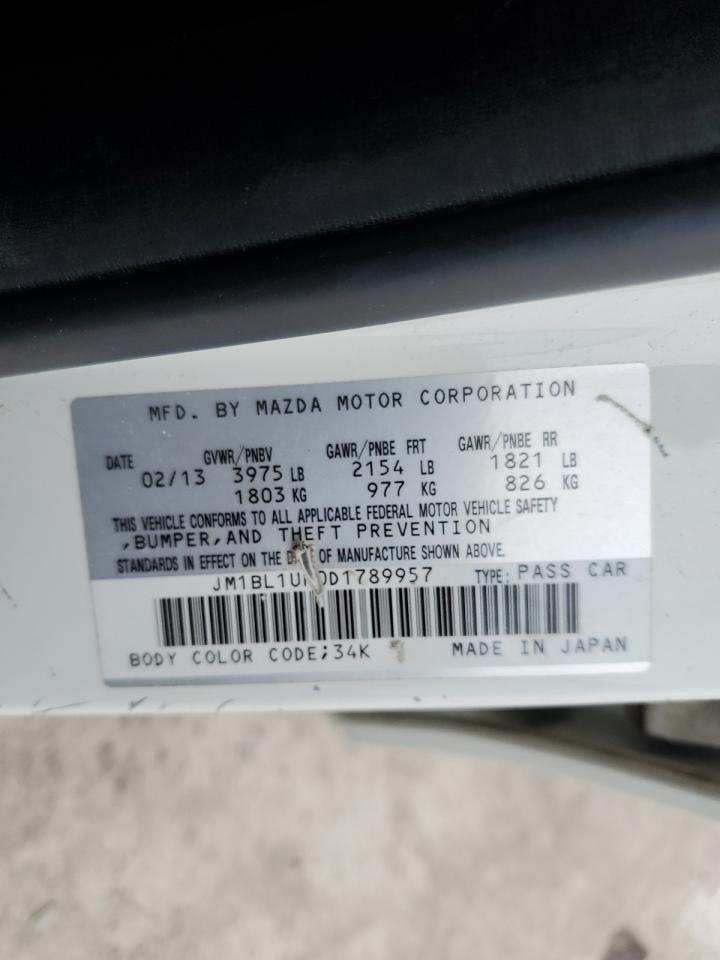 MFD. BY MAZDA MOTOR CORPORATION
DATE GVWR/PNBV GAWR/PNBE FRT GAWR/PNBE RR
02/13 3975 LB 2154 LB 1821 LB
1803 KG 977 KG 826 KG
THIS VEHICLE CONFORMS TO ALL APPLICABLE FEDERAL MOTOR VEHICLE SAFETY
,BUMPER,AND THEFT PREVENTION
STANDARDS IN EFFECT ON THE OF MANUFACTURE SHOWN ABOVE.
TYPE: PASS CAR
BODY COLOR CODE;34K MADE IN JAPAN